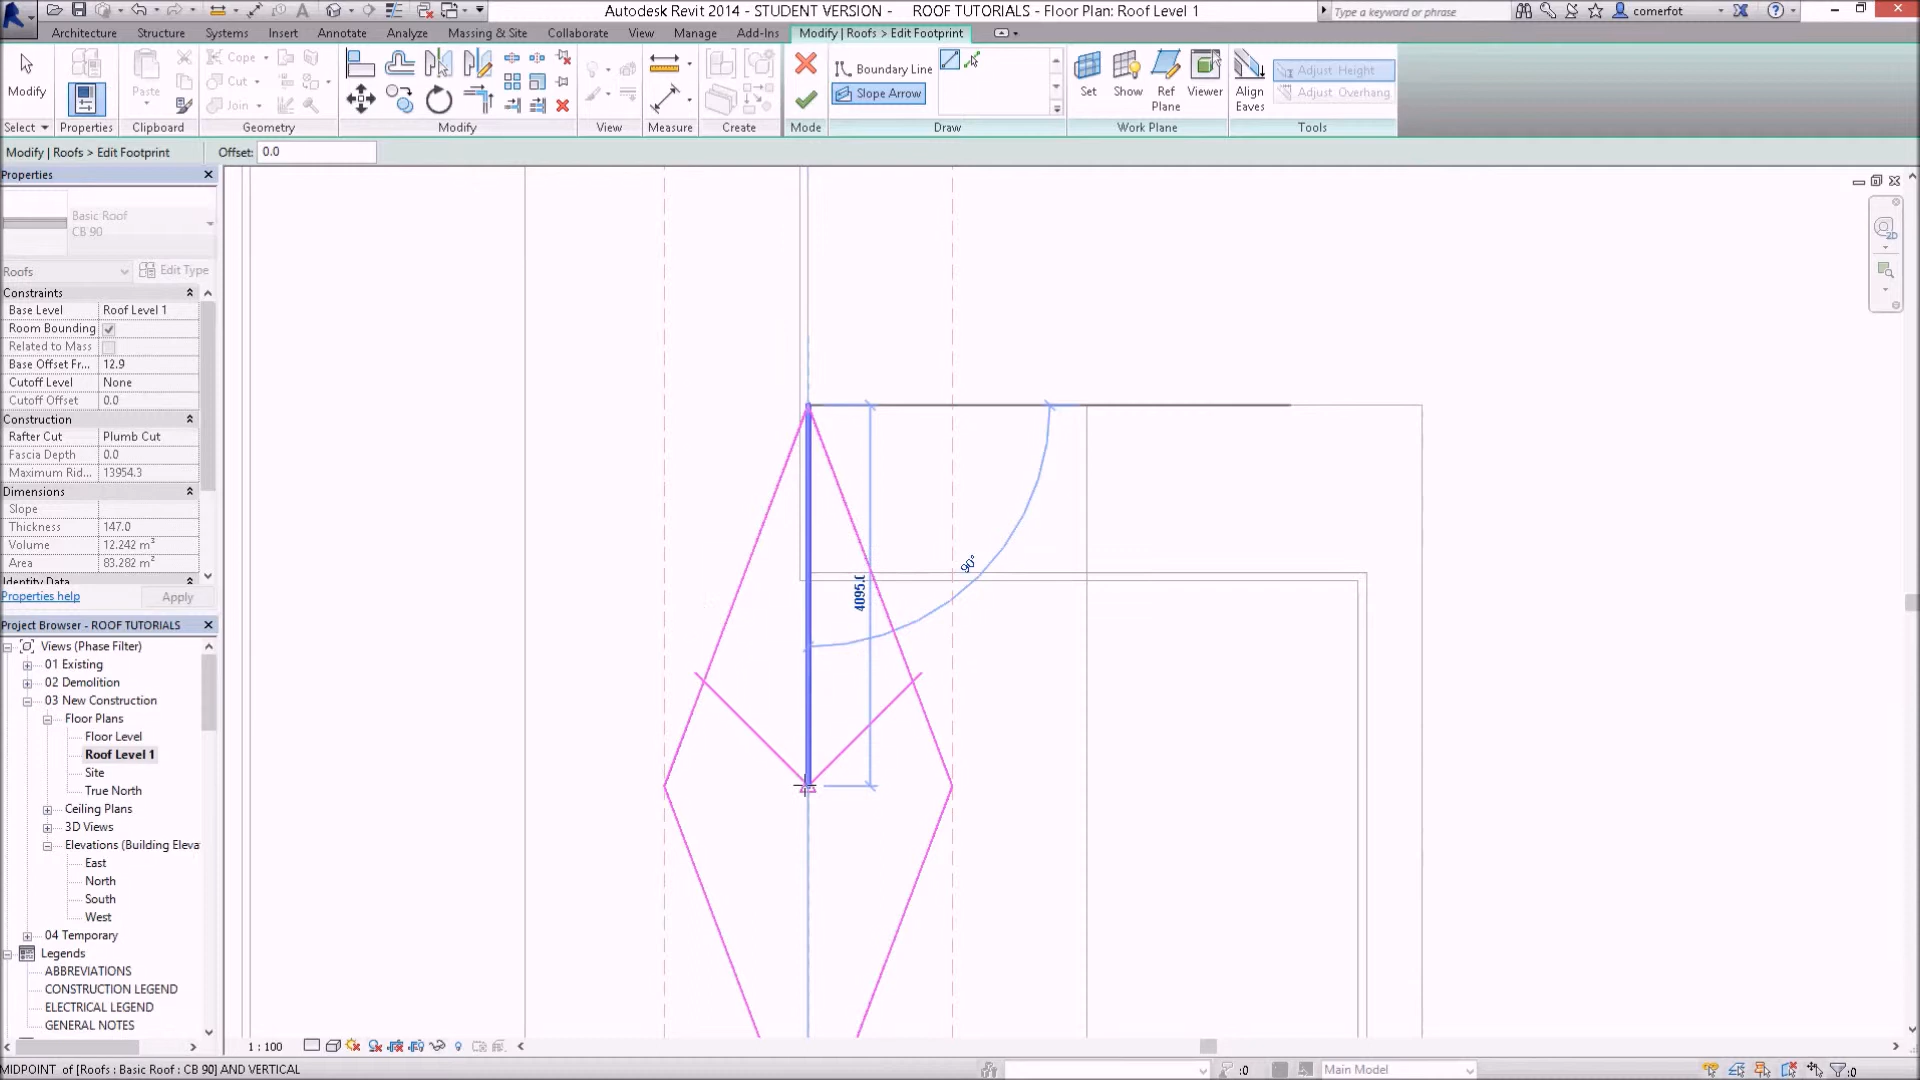 Autodesk Revit 2014 - STUDENT VERSION - ROOF TUTORIALS - Floor Plan: Roof Level 1
Type a keyword or phrase
comerfot
Architecture Structure Systems Insert Annotate Analyze Massing & Site Collaborate View Manage Add-Ins Modify | Roofs > Edit Footprint
Modify
Paste
Cope
Cut
Join
Boundary Line
Slope Arrow
Set
Show
Ref Plane
Viewer
Align Eaves
Adjust Height
Adjust Overhang
Select Properties Clipboard Geometry Modify View Measure Create Mode Draw Work Plane Tools
Modify | Roofs > Edit Footprint Offset: 0.0
Properties
Basic Roof
CB 90
Roofs Edit Type
Constraints
Base Level Roof Level 1
Room Bounding
Related to Mass
Base Offset Fr... 12.9
Cutoff Level None
Cutoff Offset 0.0
Construction
Rafter Cut Plumb Cut
Fascia Depth 0.0
Maximum Rid... 13954.3
Dimensions
Slope
Thickness 147.0
Volume 12.242 m³
Area 83.282 m²
Identity Data
Properties help Apply
Project Browser - ROOF TUTORIALS
Views (Phase Filter)
01 Existing
02 Demolition
03 New Construction
Floor Plans
Floor Level
Roof Level 1
Site
True North
Ceiling Plans
3D Views
Elevations (Building Eleva
East
North
South
West
04 Temporary
Legends
ABBREVIATIONS
CONSTRUCTION LEGEND
ELECTRICAL LEGEND
GENERAL NOTES
90°
4095.0
2D
1 : 100
MIDPOINT of [Roofs : Basic Roof : CB 90] AND VERTICAL
:0
Main Model
:0